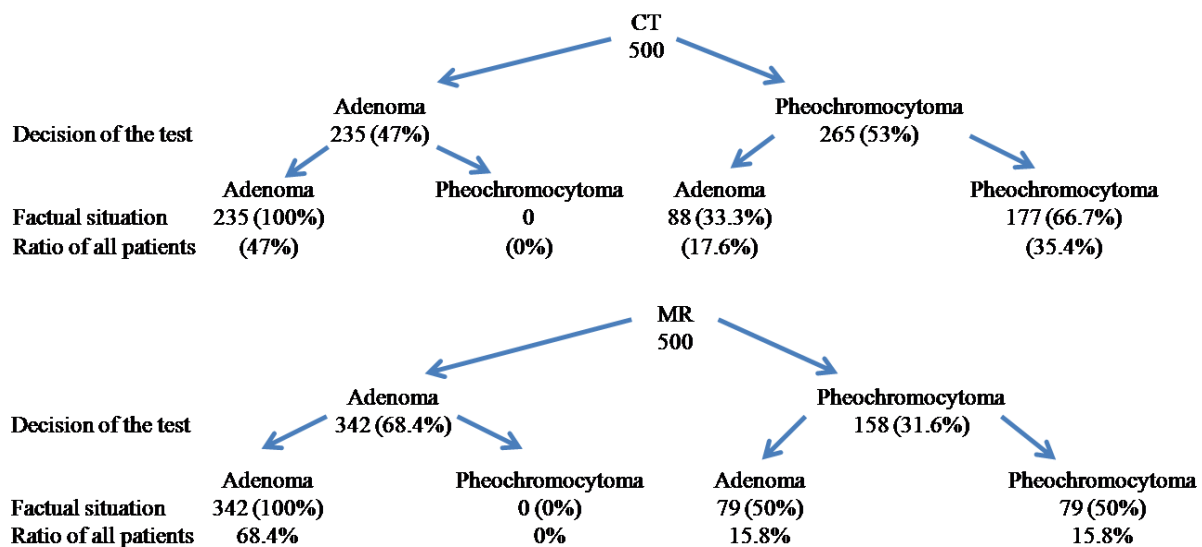 CT
500
Adenoma Pheochromocytoma
Decision of the test 235 (47%) 265 (53%)
Adenoma Pheochromocytoma Adenoma Pheochromocytoma
Factual situation 235 (100%) 0 88 (33.3%) 177 (66.7%)
Ratio of all patients (47%) (0%) (17.6%) (35.4%)
MR
500
Adenoma Pheochromocytoma
Decision of the test 342 (68.4%) 158 (31.6%)
Adenoma Pheochromocytoma Adenoma Pheochromocytoma
Factual situation 342 (100%) 0 (0%) 79 (50%) 79 (50%)
Ratio of all patients 68.4% 0% 15.8% 15.8%